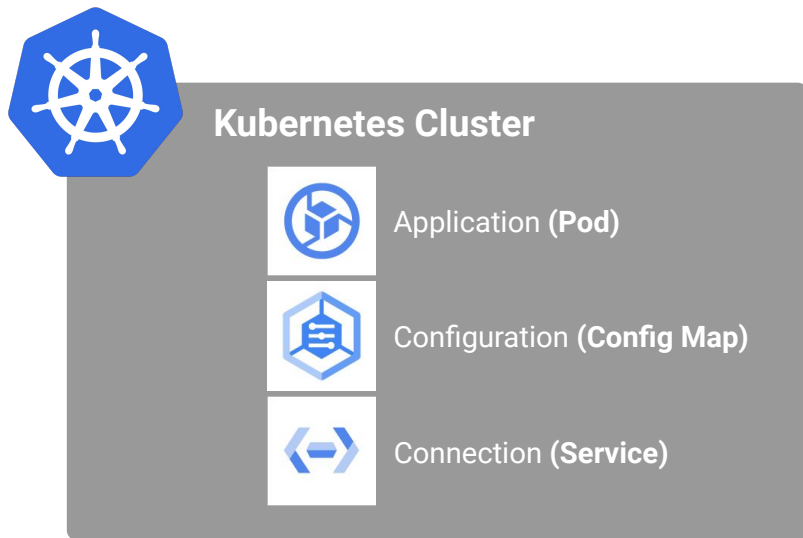 Kubernetes Cluster
Application (Pod)
Configuration (Config Map)
Connection (Service)